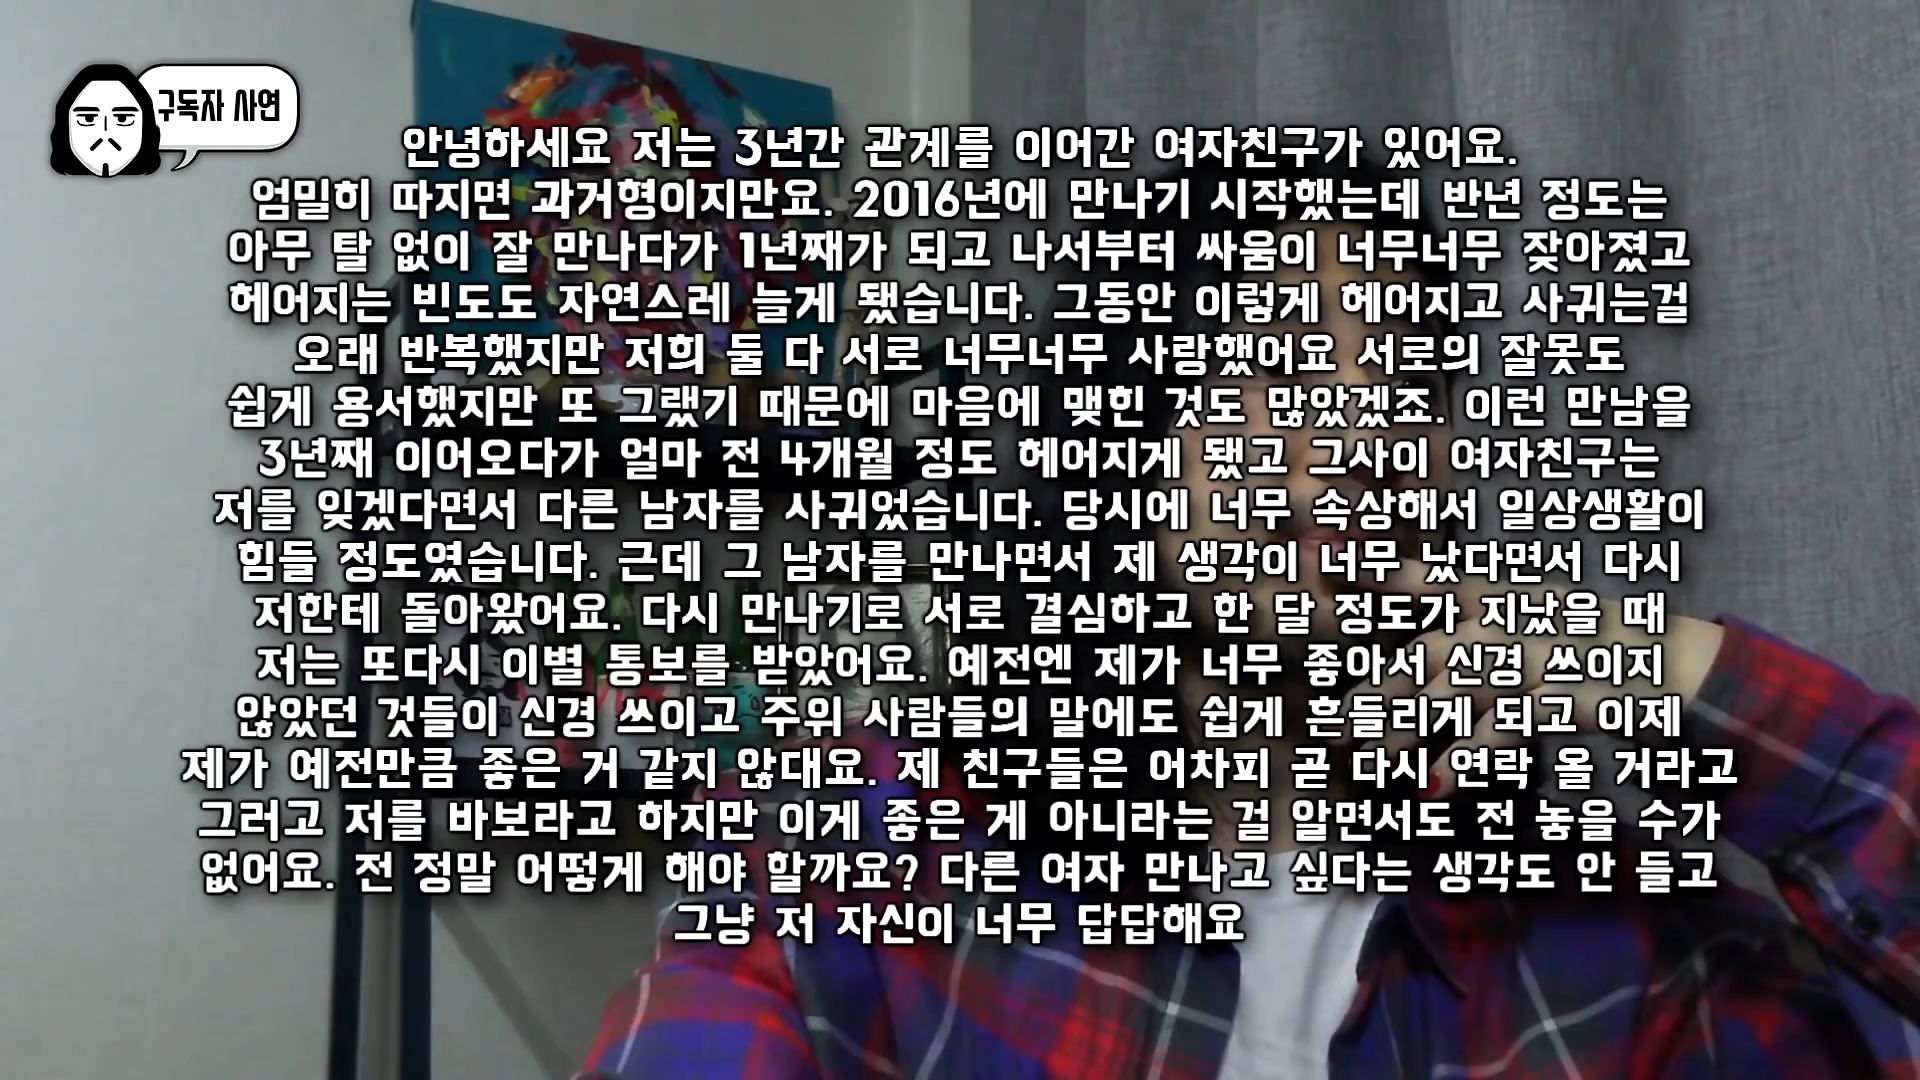 구독자 사연
안녕하세요 저는 3년간 관계를 이어간 여자친구가 있어요.
엄밀히 따지면 과거형이지만요. 2016년에 만나기 시작했는데 반년 정도는
아무 탈 없이 잘 만나다가 1년째가 되고 나서부터 싸움이 너무너무 잦아졌고
헤어지는 빈도도 자연스레 늘게 됐습니다. 그동안 이렇게 헤어지고 사귀는걸
오래 반복했지만 저희 둘 다 서로 너무너무 사랑했어요 서로의 잘못도
쉽게 용서했지만 또 그랬기 때문에 마음에 맺힌 것도 많았겠죠. 이런 만남을
3년째 이어오다가 얼마 전 4개월 정도 헤어지게 됐고 그사이 여자친구는
저를 잊겠다면서 다른 남자를 사귀었습니다. 당시에 너무 속상해서 일상생활이
힘들 정도였습니다. 근데 그 남자를 만나면서 제 생각이 너무 났다면서 다시
저한테 돌아왔어요. 다시 만나기로 서로 결심하고 한 달 정도가 지났을 때
저는 또다시 이별 통보를 받았어요. 예전엔 제가 너무 좋아서 신경 쓰이지
않았던 것들이 신경 쓰이고 주위 사람들의 말에도 쉽게 흔들리게 되고 이제
제가 예전만큼 좋은 거 같지 않대요. 제 친구들은 어차피 곧 다시 연락 올 거라고
그러고 저를 바보라고 하지만 이게 좋은 게 아니라는 걸 알면서도 전 놓을 수가
없어요. 전 정말 어떻게 해야 할까요? 다른 여자 만나고 싶다는 생각도 안 들고
그냥 저 자신이 너무 답답해요